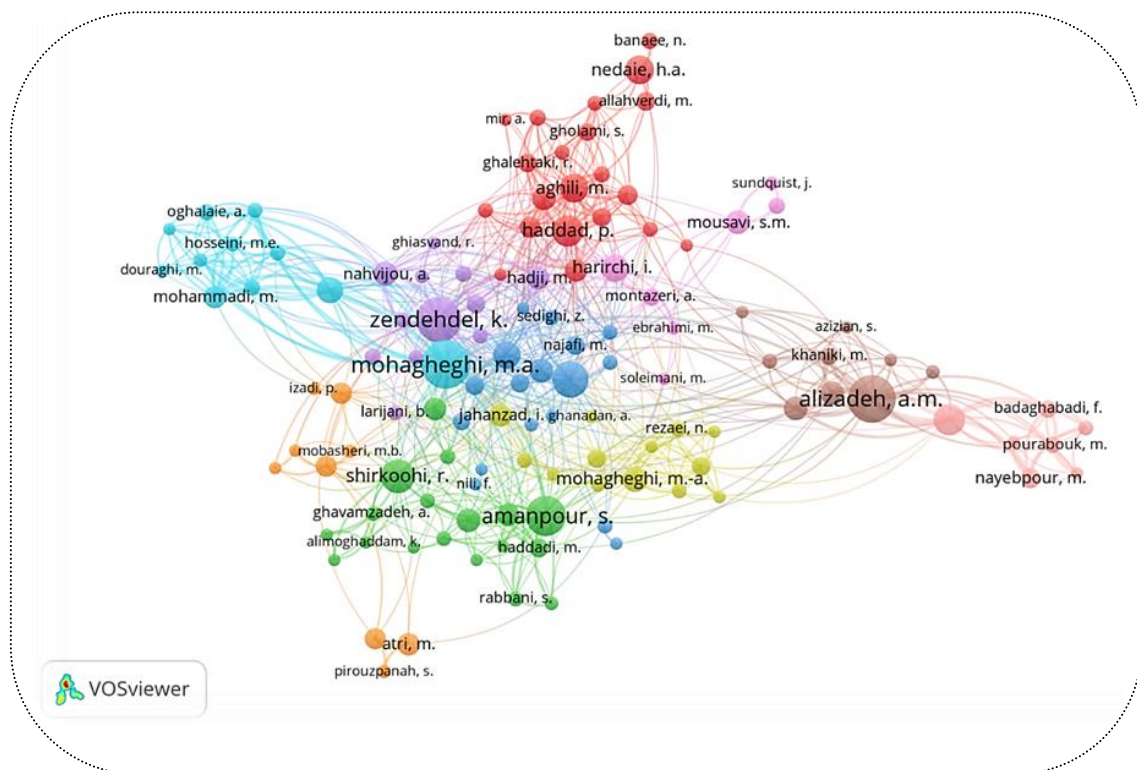 banaee, n.
nedaie, h.a.
allahverdi, m.
mir, a.
gholami, s.
ghalehtaki, r.
aghili, m.
sundquist, j.
oghalaie, a.
mousavi, s.m.
haddad, p.
hosseini, m.e.
ghiasvand, r.
douraghi, m.
nahvijou, a.
hadji, m.
harirchi, i.
mohammadi, m.
montazeri, a.
zendehdel, k.
sedighi, z.
ebrahimi, m.
azizian, s.
najafi, m.
khaniki, m.
mohagheghi, m.a.
soleimani, m.
izadi, p.
alizadeh, a.m.
larijani, b.
jahanzad, i.
ghanadan, a.
badaghabadi, f.
rezaei, n.
pourabouk, m.
mobasheri, m.b.
shirkoohi, r.
nili, f.
mohagheghi, m.-a.
nayebpour, m.
ghavamzadeh, a.
amanpour, s.
alimoghaddam, k.
haddadi, m.
rabbani, s.
atri, m.
pirouzpanah, s.
VOSviewer